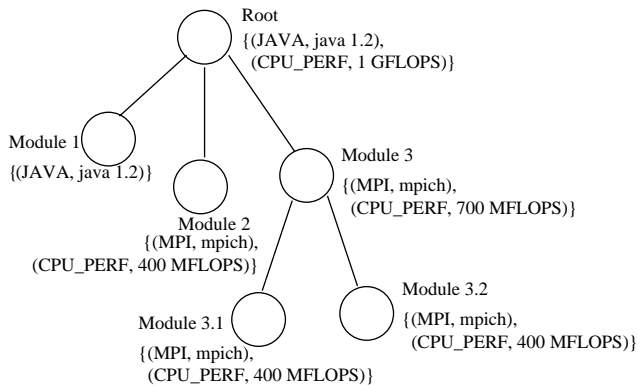 Root
{(JAVA, java 1.2),
(CPU_PERF, 1 GFLOPS)}
Module 1
{(JAVA, java 1.2)}
Module 2
{(MPI, mpich),
(CPU_PERF, 400 MFLOPS)}
Module 3
{(MPI, mpich),
(CPU_PERF, 700 MFLOPS)}
Module 3.1
{(MPI, mpich),
(CPU_PERF, 400 MFLOPS)}
Module 3.2
{(MPI, mpich),
(CPU_PERF, 400 MFLOPS)}